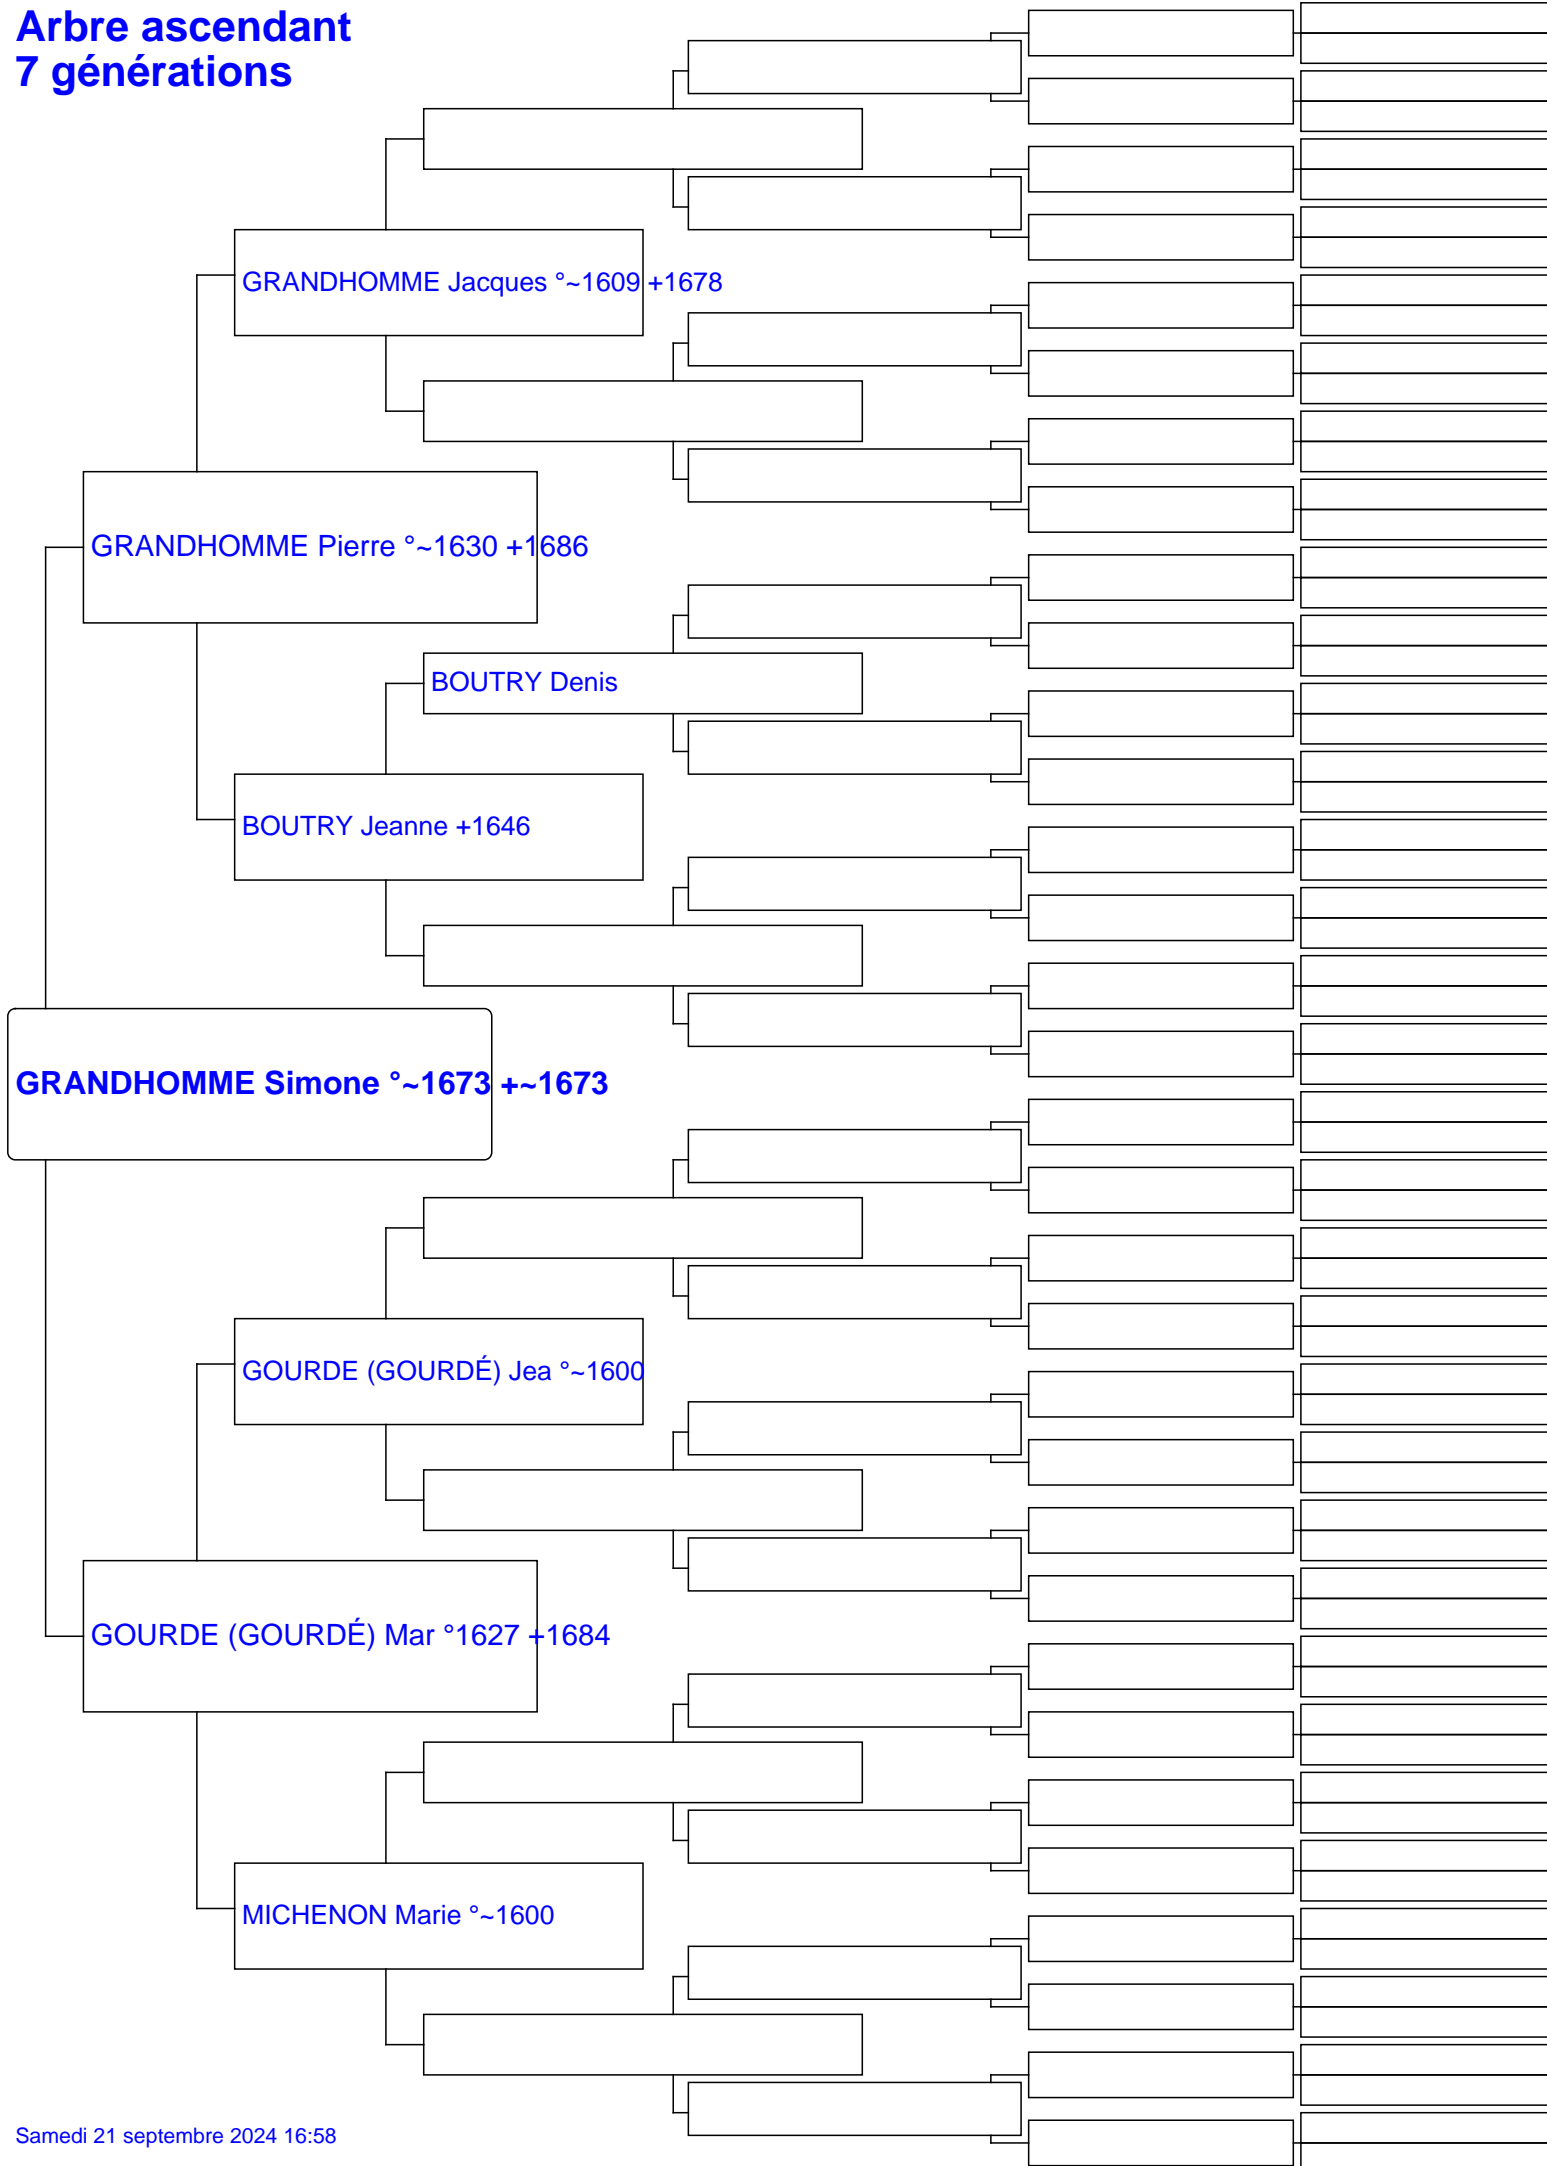 Arbre ascendant
7 générations
GRANDHOMME Jacques °~1609 +1678
GRANDHOMME Pierre °~1630 +1686
BOUTRY Denis
BOUTRY Jeanne +1646
GRANDHOMME Simone °~1673 +~1673
GOURDE (GOURDÉ) Jea °~1600
GOURDE (GOURDÉ) Mar °1627 +1684
MICHENON Marie °~1600
Samedi 21 septembre 2024 16:58